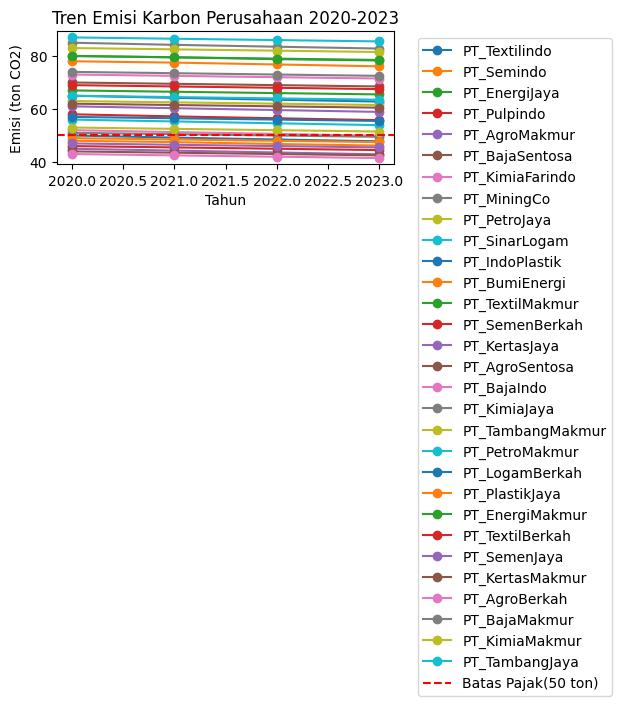 Tren Emisi Karbon Perusahaan 2020-2023
Emisi (ton CO2)
80
60
40
2020.0 2020.5 2021.0 2021.5 2022.0 2022.5 2023.0
Tahun
PT_Textilindo
PT_Semindo
PT_EnergiJaya
PT_Pulpindo
PT_AgroMakmur
PT_BajaSentosa
PT_KimiaFarindo
PT_MiningCo
PT_PetroJaya
PT_SinarLogam
PT_IndoPlastik
PT_BumiEnergi
PT_TextilMakmur
PT_SemenBerkah
PT_KertasJaya
PT_AgroSentosa
PT_BajaIndo
PT_KimiaJaya
PT_TambangMakmur
PT_PetroMakmur
PT_LogamBerkah
PT_PlastikJaya
PT_EnergiMakmur
PT_TextilBerkah
PT_SemenJaya
PT_KertasMakmur
PT_AgroBerkah
PT_BajaMakmur
PT_KimiaMakmur
PT_TambangJaya
Batas Pajak(50 ton)